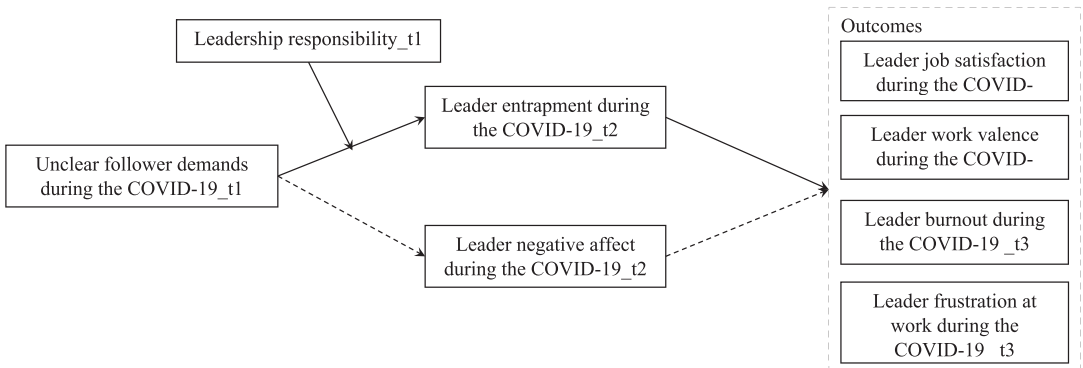 Leadership responsibility_t1
Unclear follower demands
during the COVID-19_t1
Leader entrapment during
the COVID-19_t2
Leader negative affect
during the COVID-19_t2
Outcomes
Leader job satisfaction
during the COVID-
Leader work valence
during the COVID-
Leader burnout during
the COVID-19 _t3
Leader frustration at
work during the
COVID-19 _t3